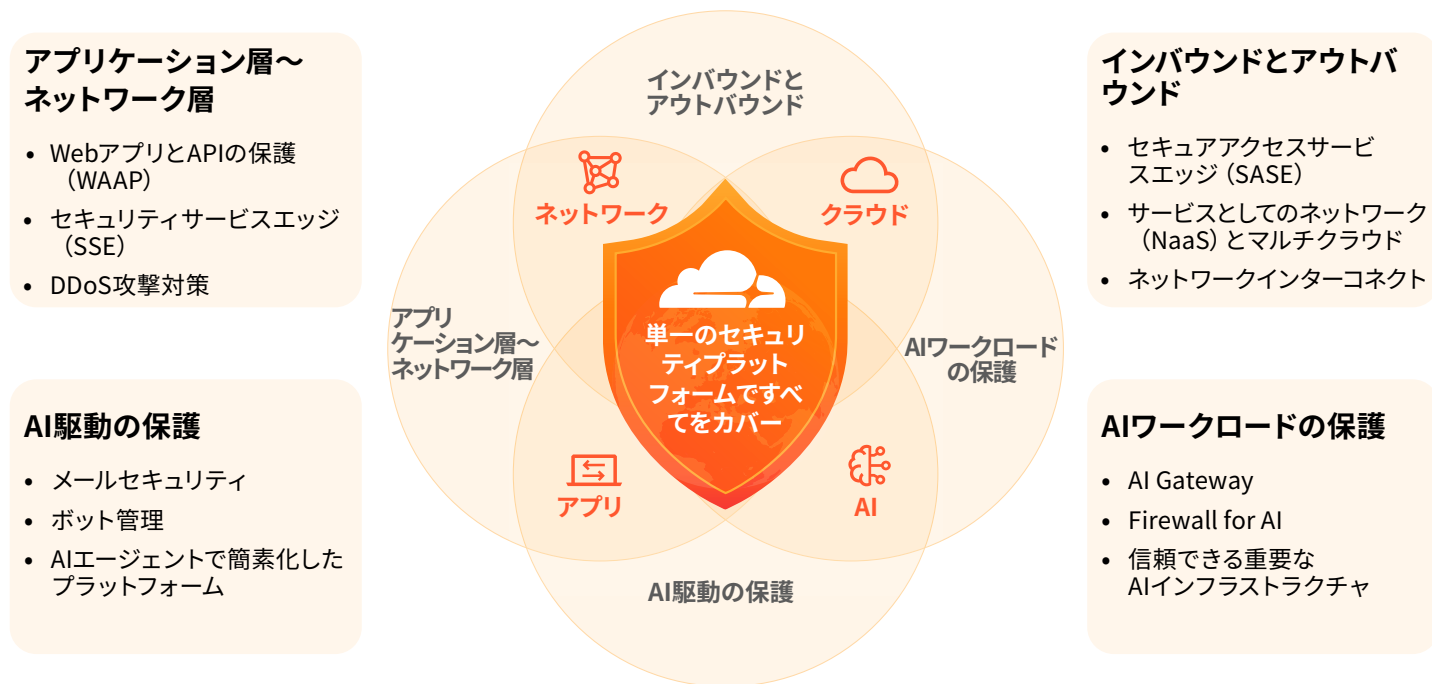 アプリケーション層～
ネットワーク層
• WebアプリとAPIの保護
（WAAP）
• セキュリティサービスエッジ
（SSE）
• DDoS攻撃対策
AI駆動の保護
• メールセキュリティ
• ボット管理
• AIエージェントで簡素化した
プラットフォーム
インバウンドと
アウトバウンド
ネットワーク
クラウド
アプリ
ケーション層～
ネットワーク層
単一のセキュリ
ティプラット
フォームですべ
てをカバー
AIワークロード
の保護
アプリ
AI
AI駆動の保護
インバウンドとアウトバ
ウンド
• セキュアアクセスサービ
スエッジ（SASE）
• サービスとしてのネットワーク
（NaaS）とマルチクラウド
• ネットワークインターコネクト
AIワークロードの保護
• AI Gateway
• Firewall for AI
• 信頼できる重要な
AIインフラストラクチャ